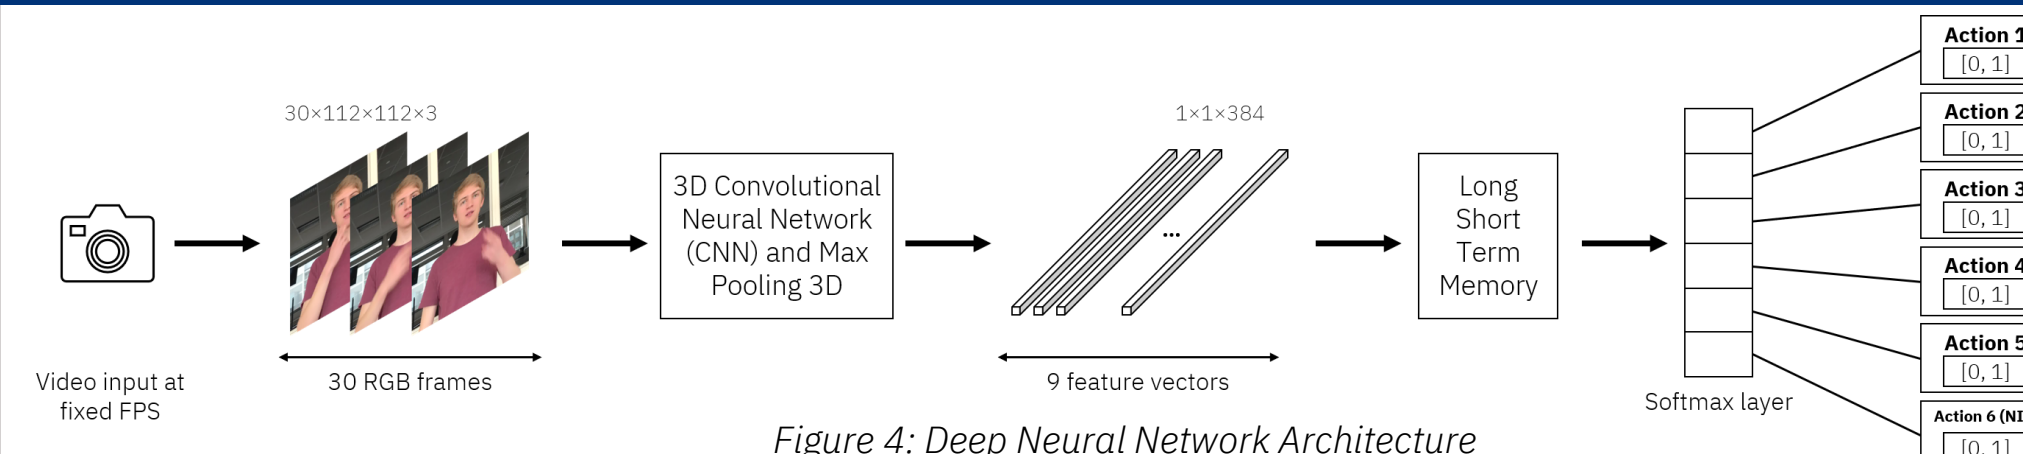 30×112×112×3
Video input at
fixed FPS
30 RGB frames
3D Convolutional
Neural Network
(CNN) and Max
Pooling 3D
1×1×384
...
9 feature vectors
Long
Short
Term
Memory
Softmax layer
Action 1
[0, 1]
Action 2
[0, 1]
Action 3
[0, 1]
Action 4
[0, 1]
Action 5
[0, 1]
Action 6 (NI
[0, 1]
Figure 4: Deep Neural Network Architecture